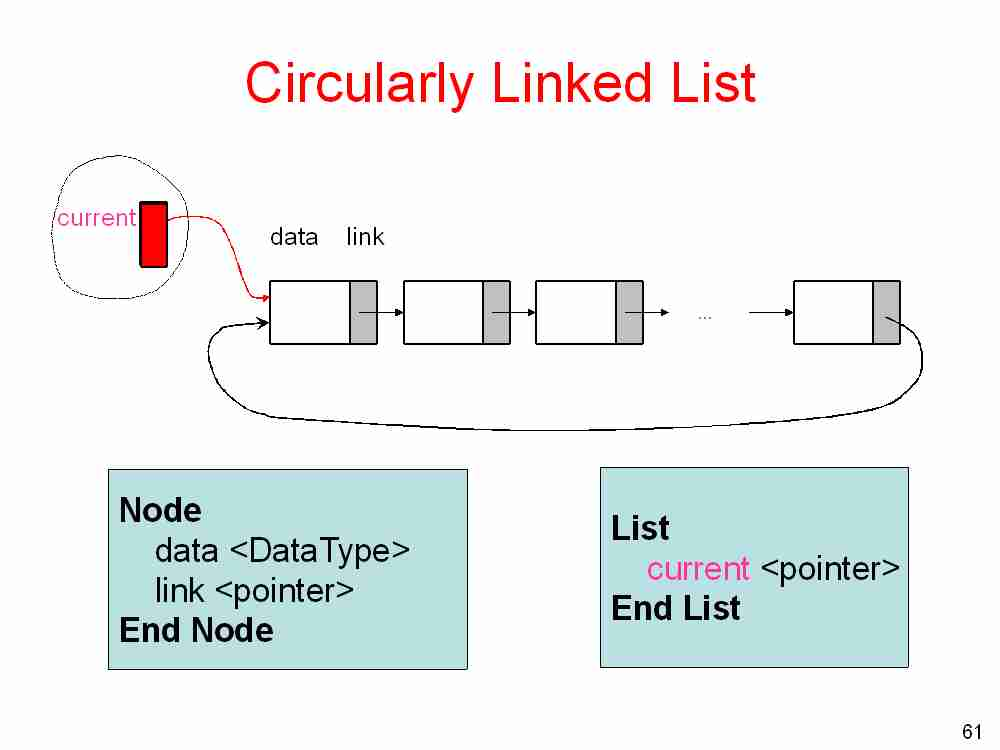 Circularly Linked List
current
data link
...
Node
data <DataType>
link <pointer>
End Node
List
current <pointer>
End List
61